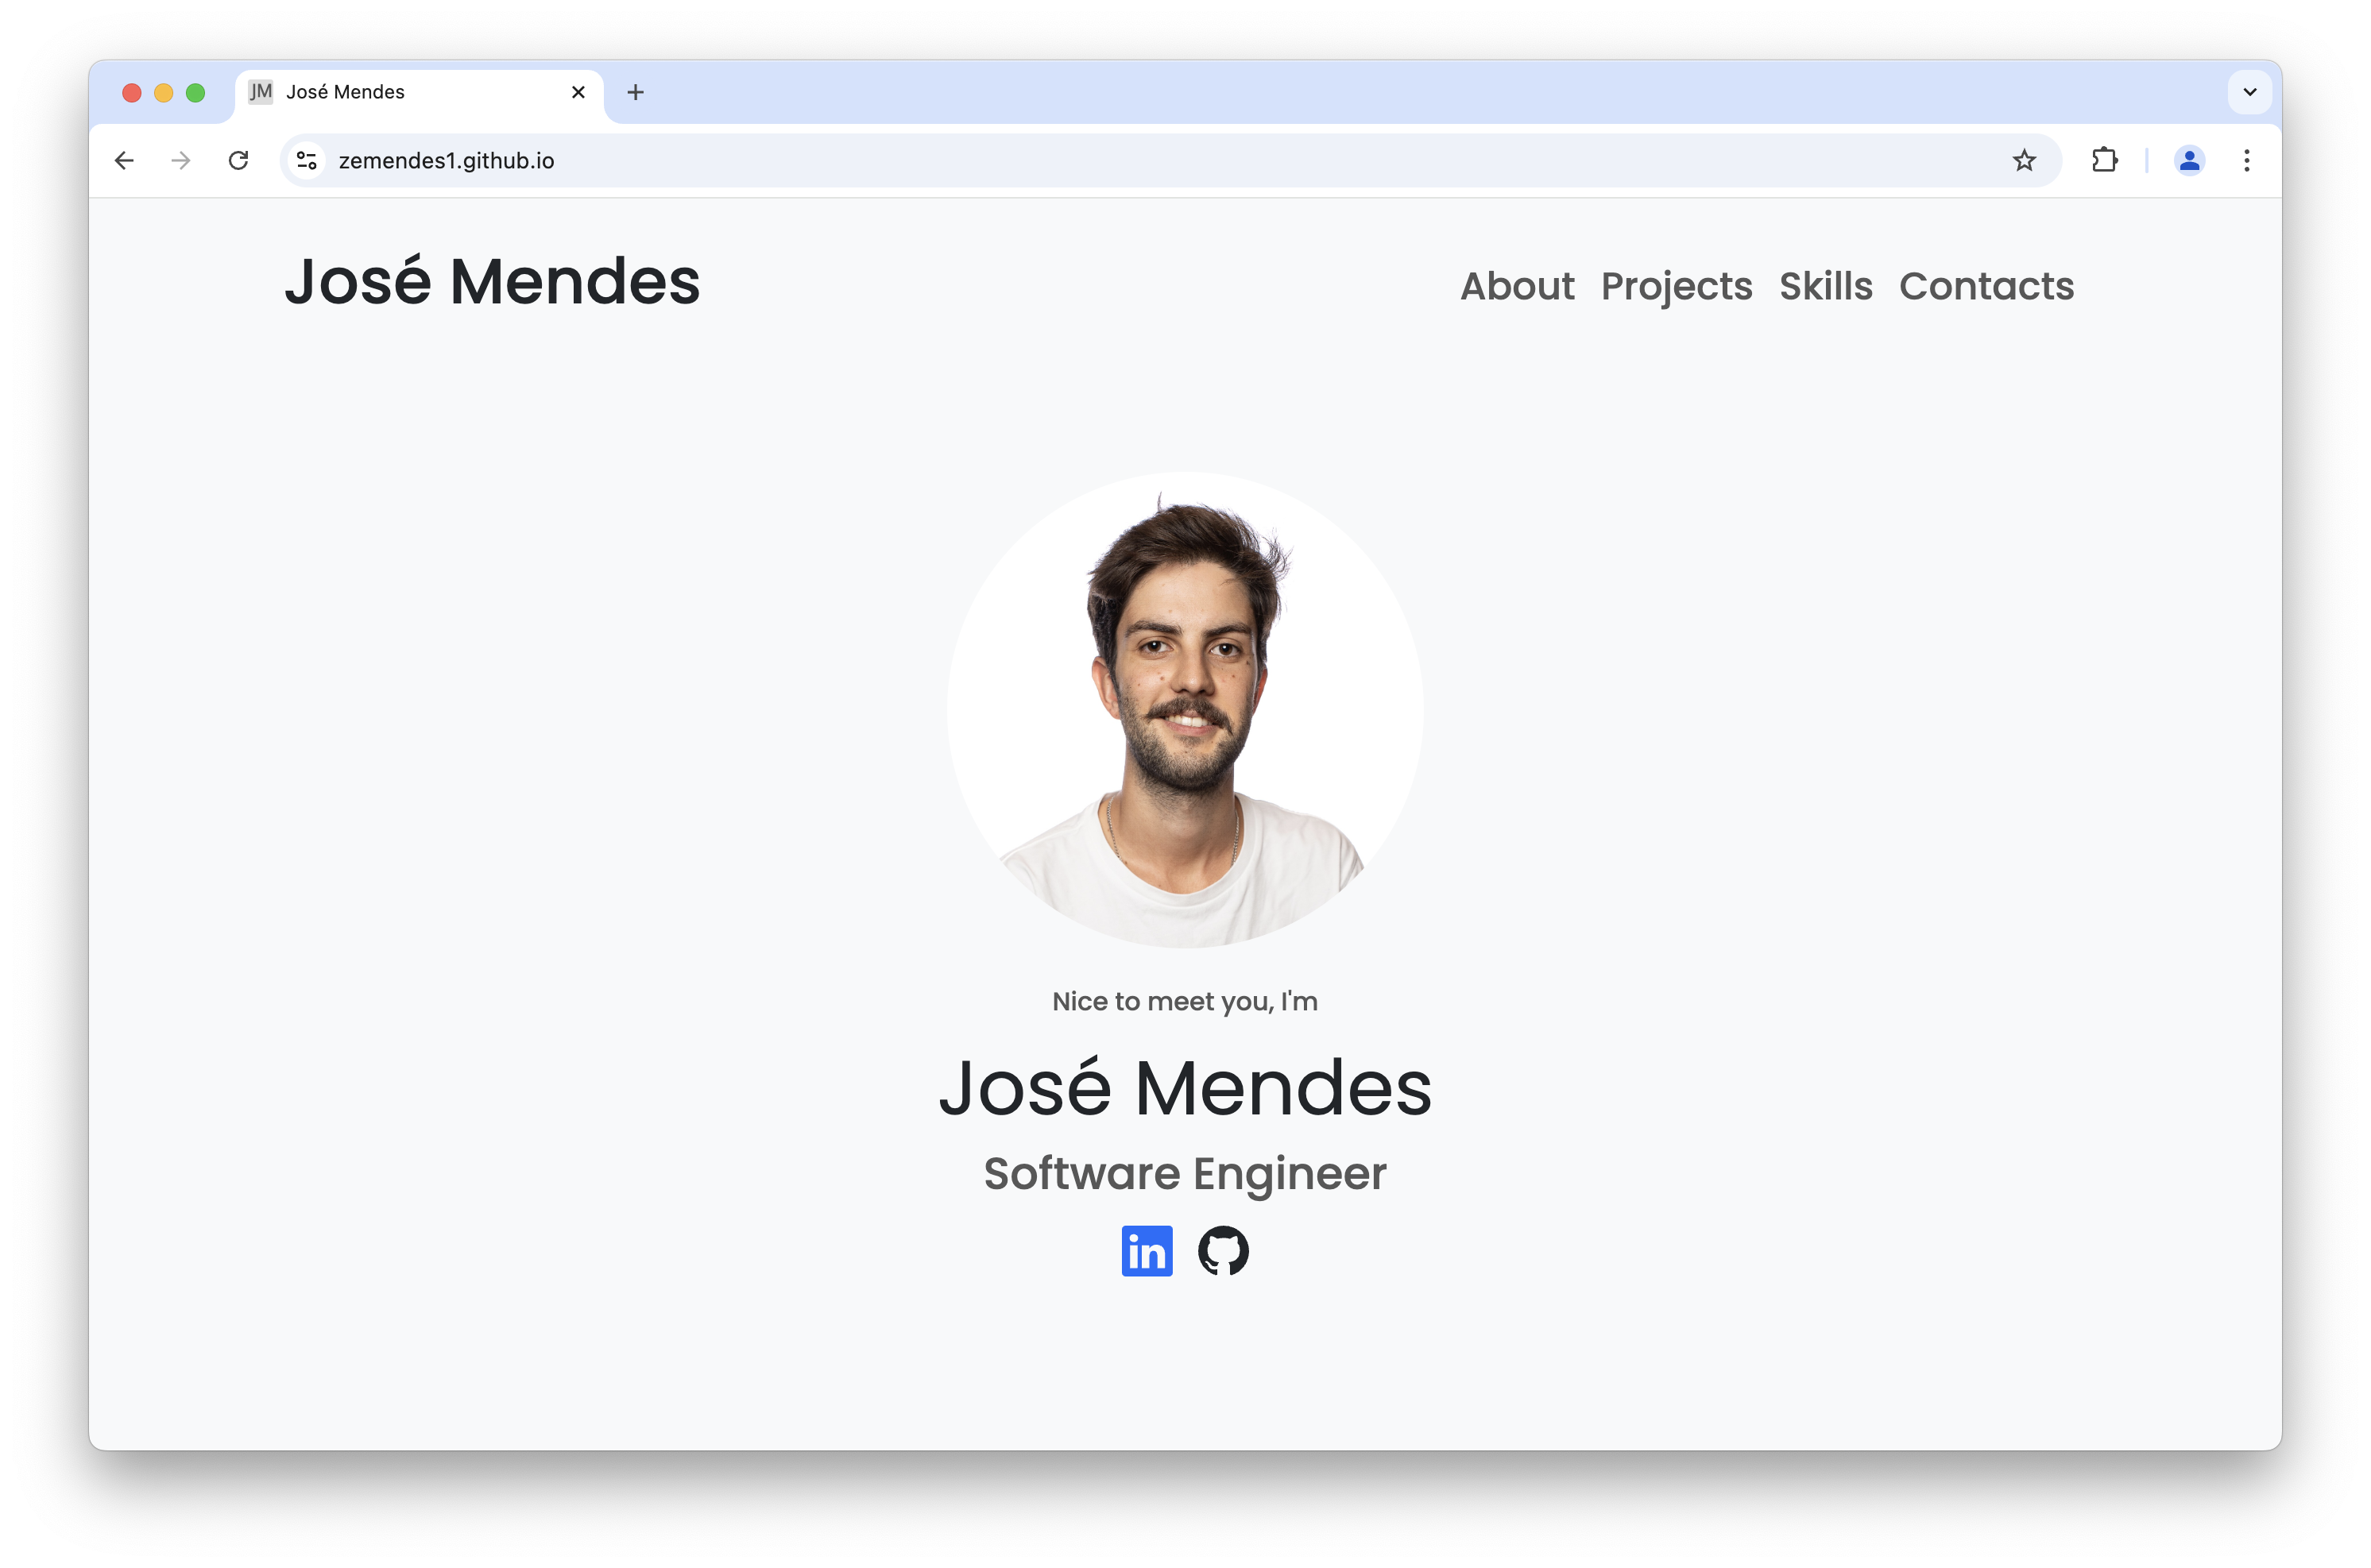 JM José Mendes
zemendes1.github.io
José Mendes
About Projects Skills Contacts
Nice to meet you, I'm
José Mendes
Software Engineer
in